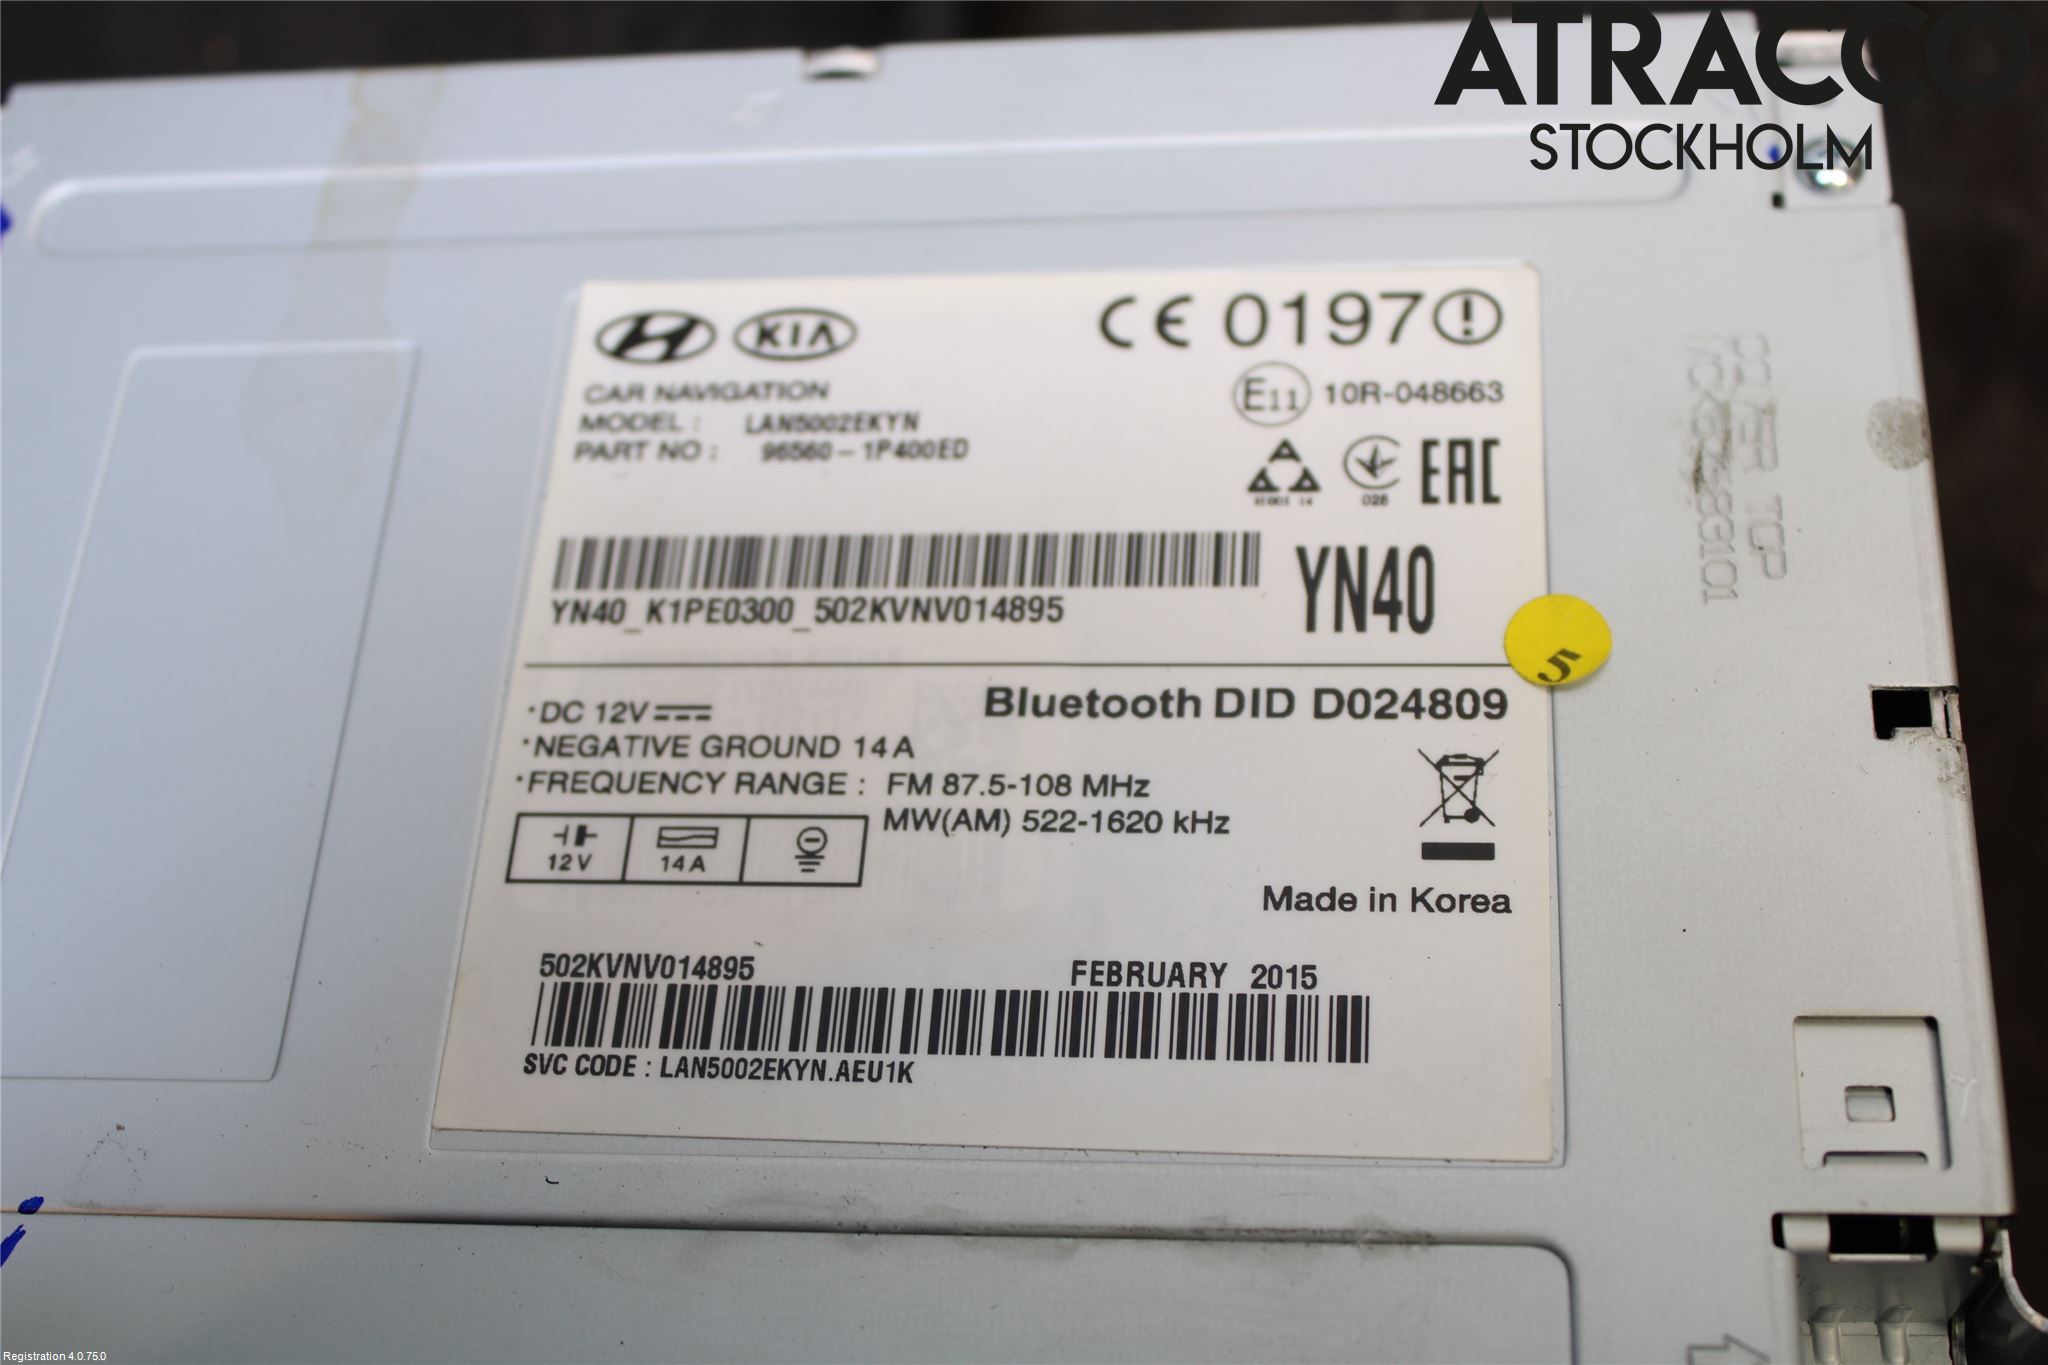 ATRACCO
STOCKHOLM
KIA
CE 0197
CAR NAVIGATION
MODEL : LAN5002EKYN
PART NO : 96560-1P400ED
E11 10R-048663
028
EAC
YN40_K1PE0300_502KVNV014895
YN40
5
COVER TOP
·DC 12V
Bluetooth DID D024809
·NEGATIVE GROUND 14 A
·FREQUENCY RANGE : FM 87.5-108 MHz
MW(AM) 522-1620 kHz
12 V 14 A
Made in Korea
502KVNV014895 FEBRUARY 2015
SVC CODE : LAN5002EKYN.AEU1K
Registration 4.0.75.0